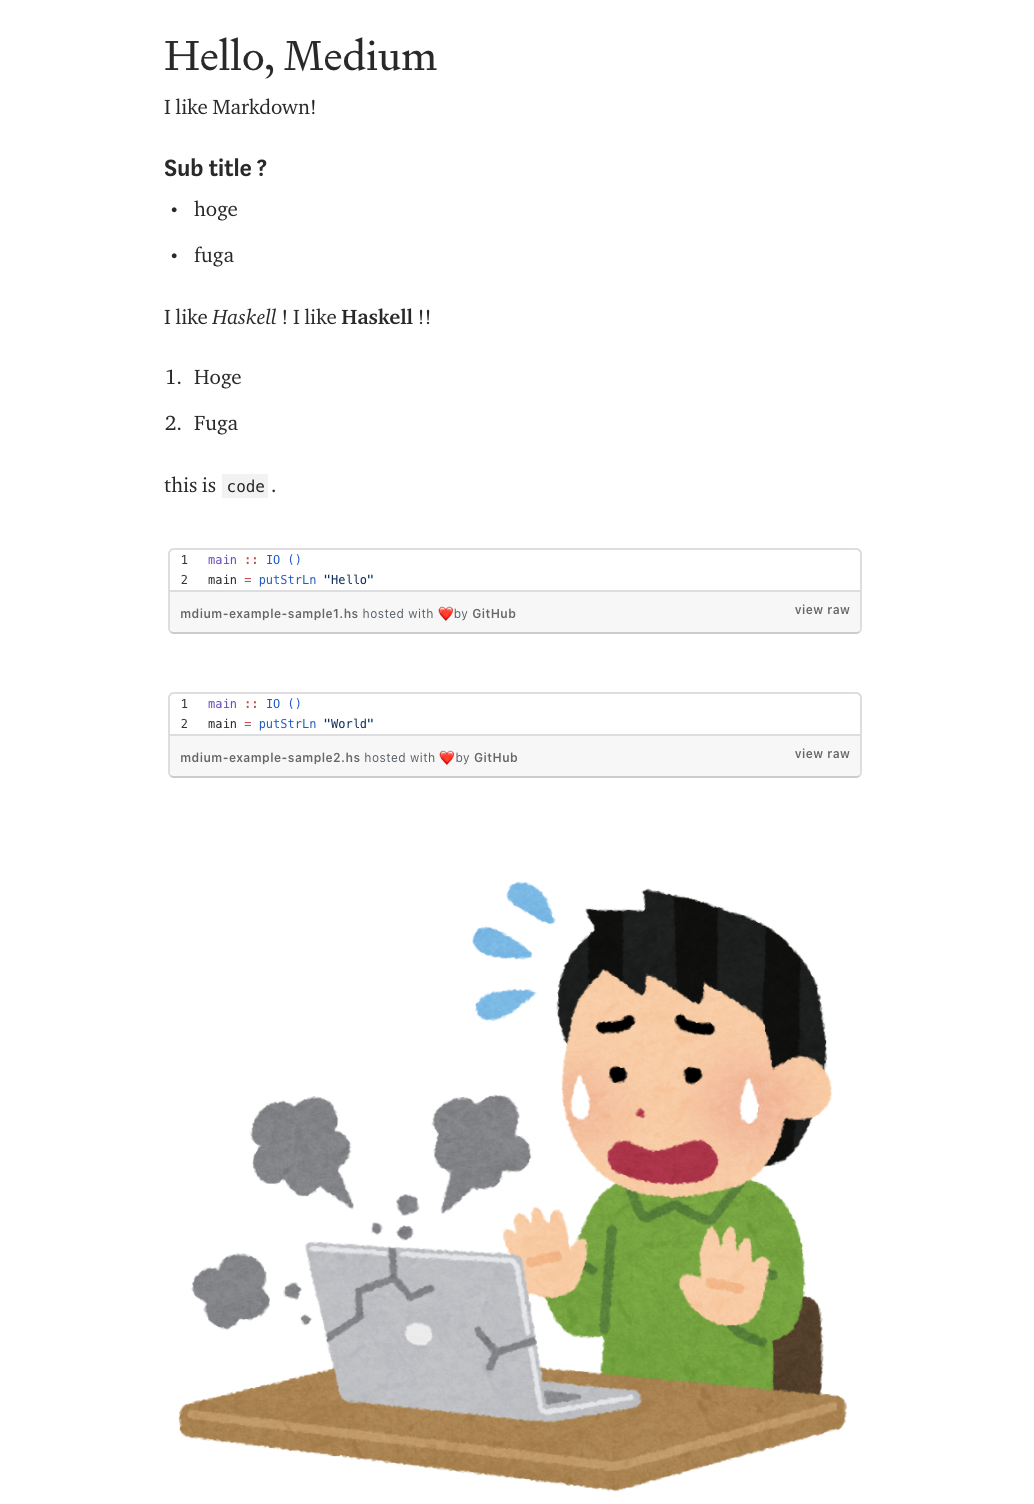 Hello, Medium
I like Markdown!
Sub title ?
• hoge
• fuga
I like Haskell ! I like Haskell !!
1. Hoge
2. Fuga
this is code .
1 main :: IO ()
2 main = putStrLn "Hello"
mdium-example-sample1.hs hosted with ❤️by GitHub view raw
1 main :: IO ()
2 main = putStrLn "World"
mdium-example-sample2.hs hosted with ❤️by GitHub view raw